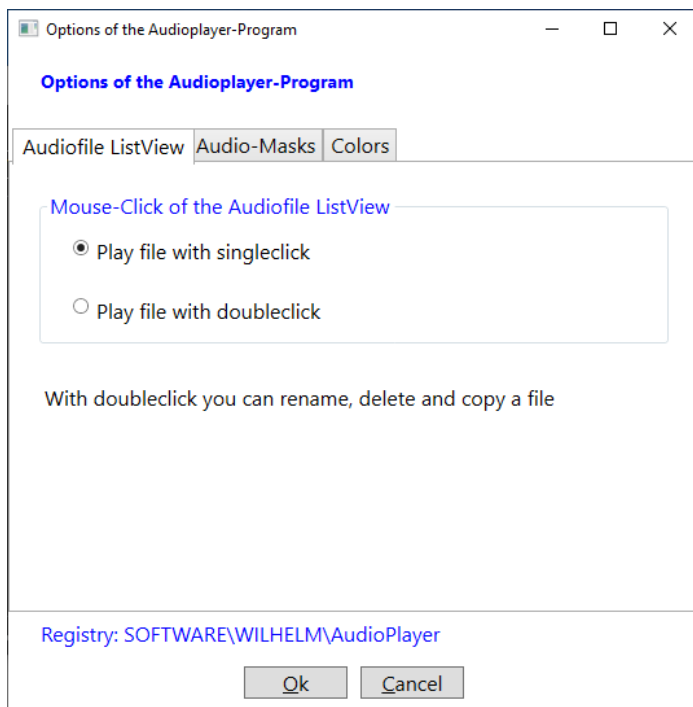 Options of the Audioplayer-Program
Options of the Audioplayer-Program
Audiofile ListView Audio-Masks Colors
Mouse-Click of the Audiofile ListView
Play file with singleclick
Play file with doubleclick
With doubleclick you can rename, delete and copy a file
Registry: SOFTWARE\WILHELM\AudioPlayer
Ok Cancel